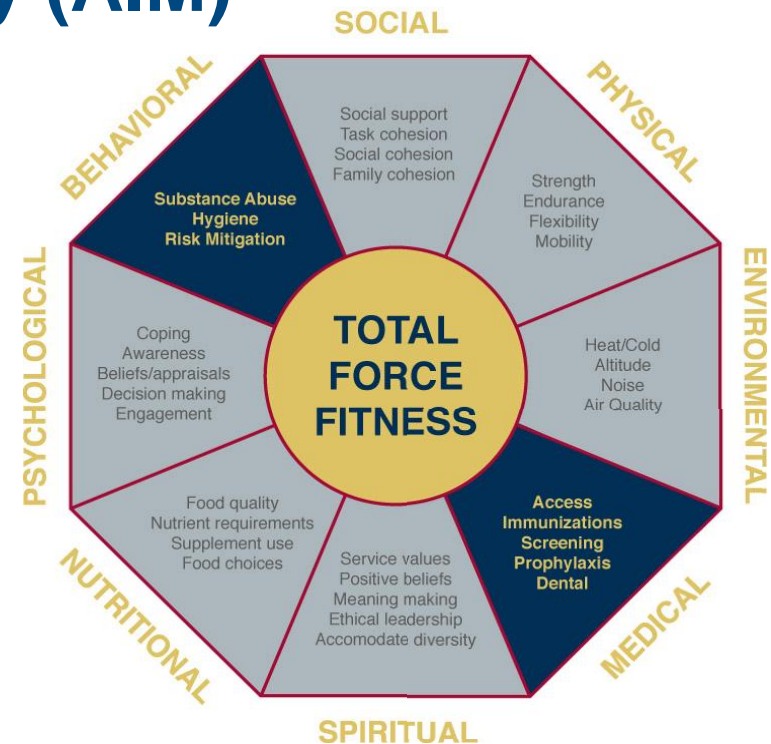 y (AIM)
SOCIAL
Social support
Task cohesion
Social cohesion
Family cohesion
PHYSICAL
Strength
Endurance
Flexibility
Mobility
ENVIRONMENTAL
Heat/Cold
Altitude
Noise
Air Quality
MEDICAL
Access
Immunizations
Screening
Prophylaxis
Dental
SPIRITUAL
Service values
Positive beliefs
Meaning making
Ethical leadership
Accomodate diversity
NUTRITIONAL
Food quality
Nutrient requirements
Supplement use
Food choices
PSYCHOLOGICAL
Coping
Awareness
Beliefs/appraisals
Decision making
Engagement
BEHAVIORAL
Substance Abuse
Hygiene
Risk Mitigation
TOTAL
FORCE
FITNESS